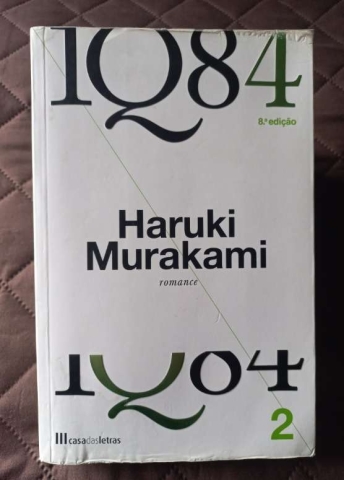 1Q84
8.ª edição
Haruki
Murakami
romance
1Q84
2
casadasletras